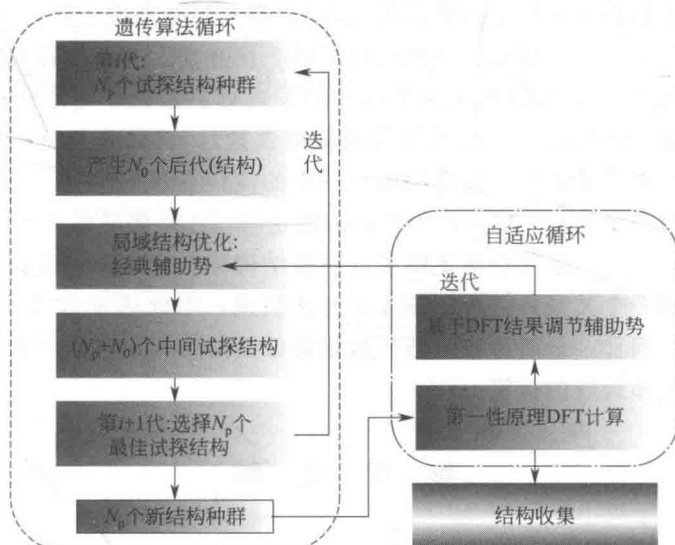 遗传算法循环
第i代:
Np个试探结构种群
产生N0个后代(结构)
局域结构优化:
经典辅助势
(Np+N0)个中间试探结构
第i+1代:选择Np个
最佳试探结构
Np个新结构种群
迭
代
自适应循环
迭代
基于DFT结果调节辅助势
第一性原理DFT计算
结构收集